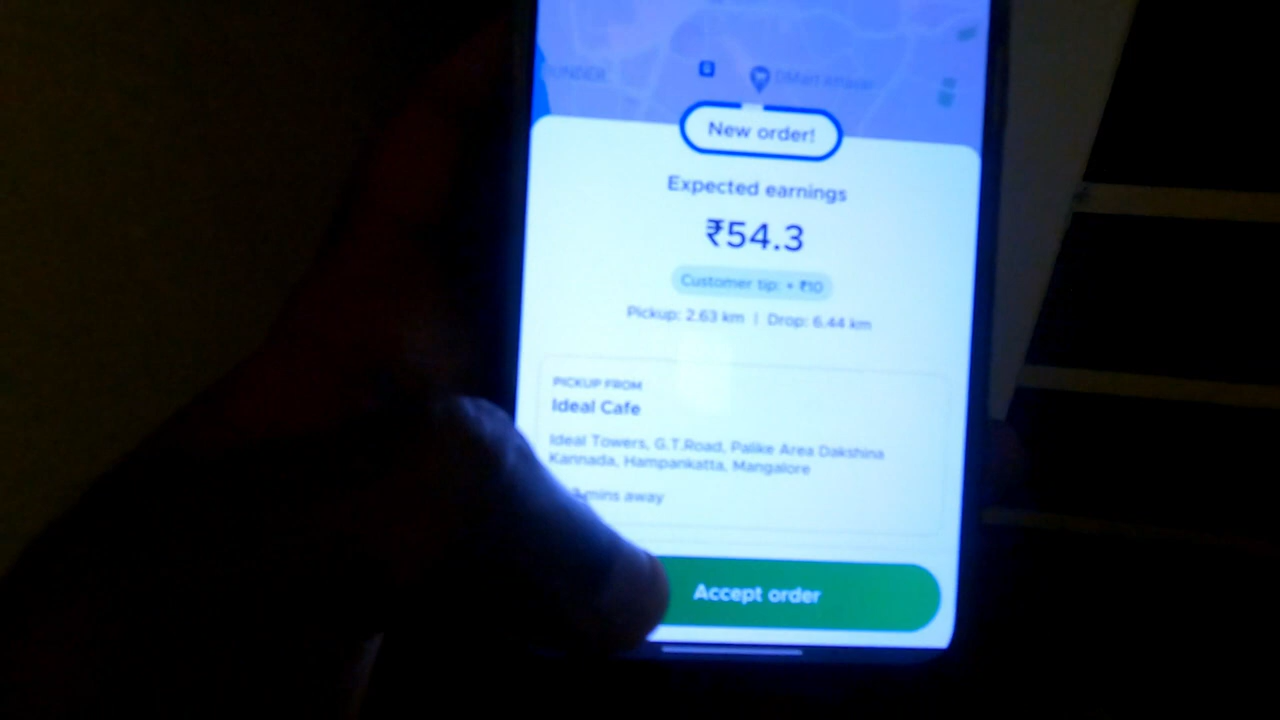 DMart
New order!
Expected earnings
₹54.3
Customer tip: + ₹10
Pickup: 2.63 km | Drop: 6.44 km
PICKUP FROM
Ideal Cafe
Ideal Towers, G.T.Road, Palike Area Dakshina
Kannada, Hampankatta, Mangalore
mins away
Accept order